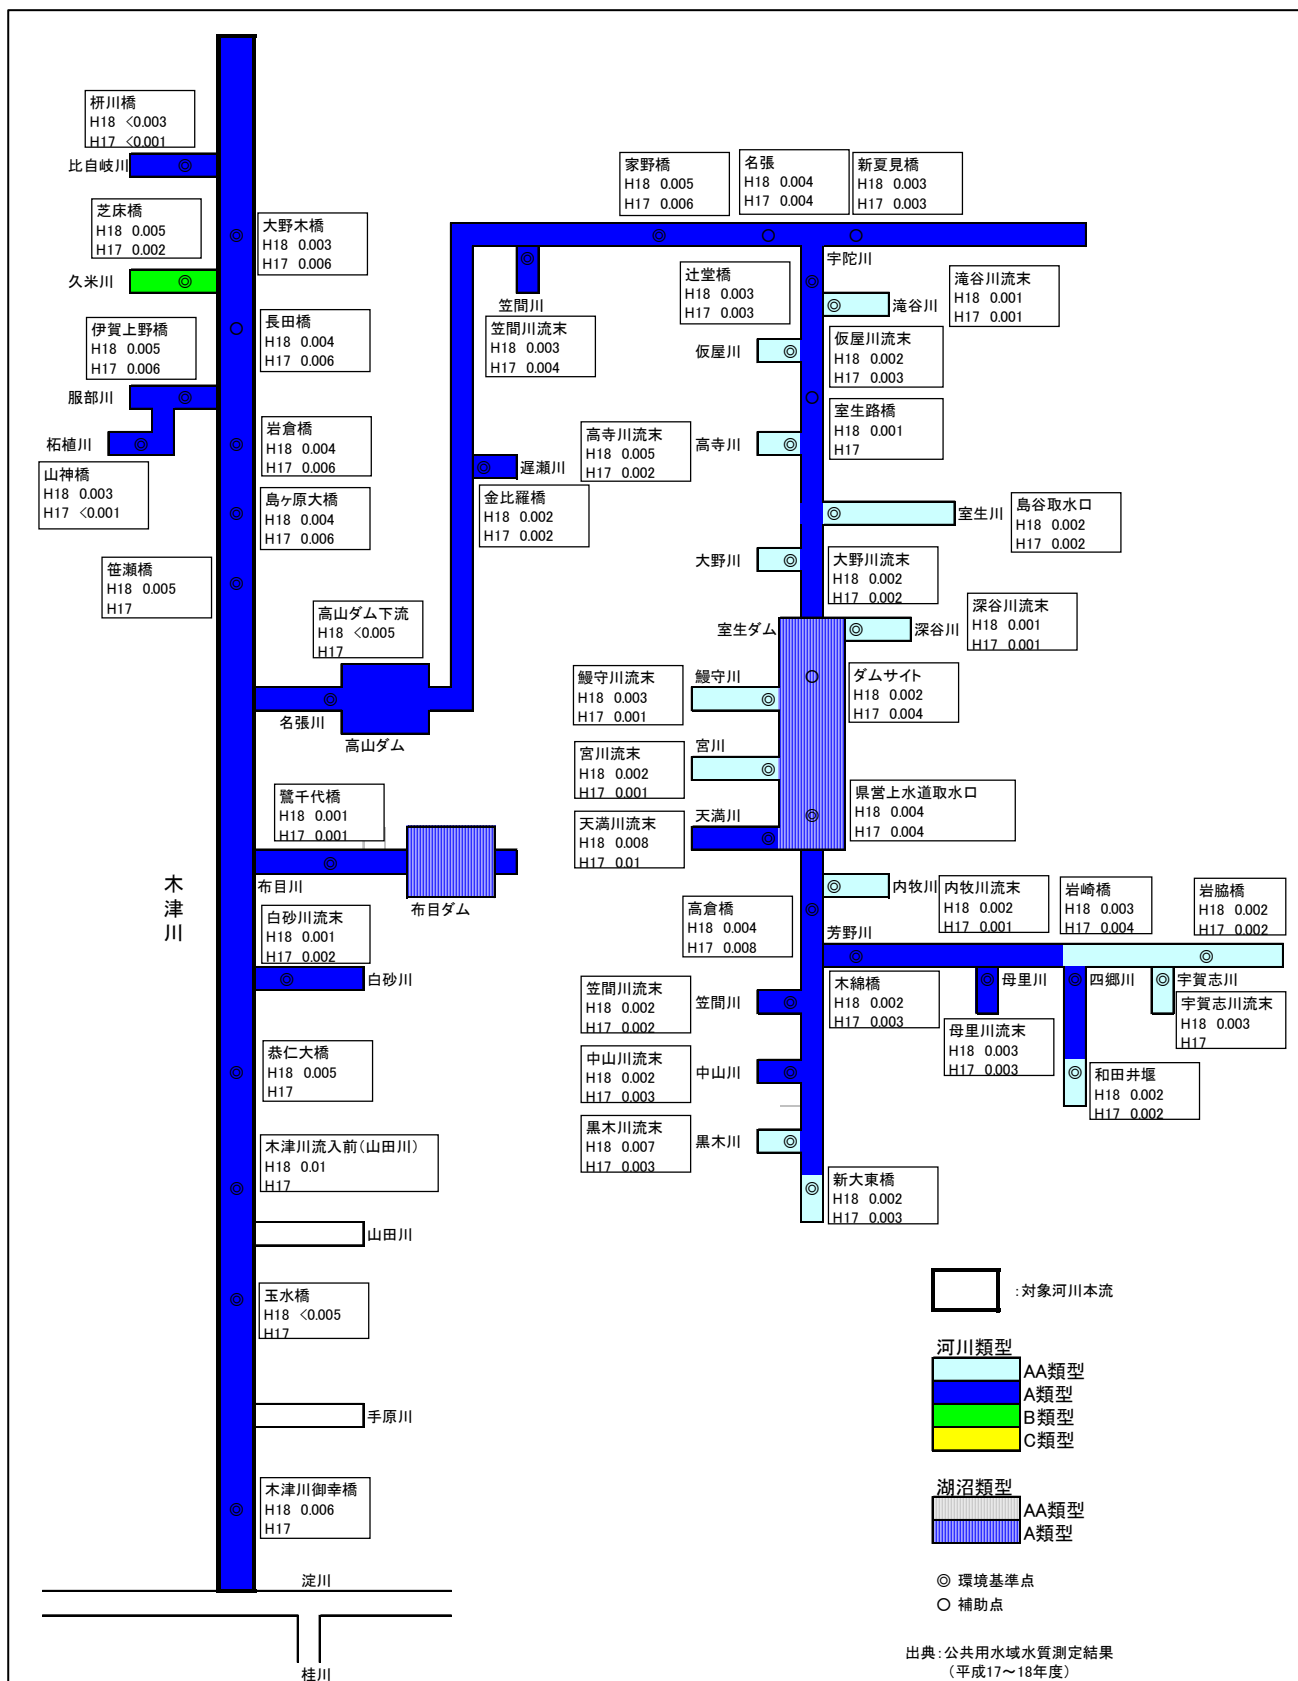 枅川橋
H18 <0.003
H17 <0.001
比自岐川
芝床橋
H18 0.005
H17 0.002
久米川
伊賀上野橋
H18 0.005
H17 0.006
服部川
柘植川
山神橋
H18 0.003
H17 <0.001
大野木橋
H18 0.003
H17 0.006
長田橋
H18 0.004
H17 0.006
岩倉橋
H18 0.004
H17 0.006
島ヶ原大橋
H18 0.004
H17 0.006
笹瀬橋
H18 0.005
H17
高山ダム下流
H18 <0.005
H17
名張川
高山ダム
鷺千代橋
H18 0.001
H17 0.001
布目川
布目ダム
木津川
白砂川流末
H18 0.001
H17 0.002
白砂川
恭仁大橋
H18 0.005
H17
木津川流入前(山田川)
H18 0.01
H17
山田川
玉水橋
H18 <0.005
H17
手原川
木津川御幸橋
H18 0.006
H17
淀川
桂川
家野橋
H18 0.005
H17 0.006
名張
H18 0.004
H17 0.004
新夏見橋
H18 0.003
H17 0.003
宇陀川
笠間川
笠間川流末
H18 0.003
H17 0.004
辻堂橋
H18 0.003
H17 0.003
滝谷川
滝谷川流末
H18 0.001
H17 0.001
仮屋川
仮屋川流末
H18 0.002
H17 0.003
室生路橋
H18 0.001
H17
高寺川流末
H18 0.005
H17 0.002
高寺川
遅瀬川
金比羅橋
H18 0.002
H17 0.002
室生川
島谷取水口
H18 0.002
H17 0.002
大野川
大野川流末
H18 0.002
H17 0.002
室生ダム
深谷川
深谷川流末
H18 0.001
H17 0.001
鰻守川流末
H18 0.003
H17 0.001
鰻守川
ダムサイト
H18 0.002
H17 0.004
宮川流末
H18 0.002
H17 0.001
宮川
県営上水道取水口
H18 0.004
H17 0.004
天満川流末
H18 0.008
H17 0.01
天満川
内牧川
内牧川流末
H18 0.002
H17 0.001
岩崎橋
H18 0.003
H17 0.004
岩脇橋
H18 0.002
H17 0.002
高倉橋
H18 0.004
H17 0.008
芳野川
木綿橋
H18 0.002
H17 0.003
母里川
母里川流末
H18 0.003
H17 0.003
四郷川
宇賀志川
宇賀志川流末
H18 0.003
H17
和田井堰
H18 0.002
H17 0.002
笠間川流末
H18 0.002
H17 0.002
笠間川
中山川流末
H18 0.002
H17 0.003
中山川
黒木川流末
H18 0.007
H17 0.003
黒木川
新大東橋
H18 0.002
H17 0.003
:対象河川本流
河川類型
AA類型
A類型
B類型
C類型
湖沼類型
AA類型
A類型
◎ 環境基準点
○ 補助点
出典:公共用水域水質測定結果
(平成17~18年度)